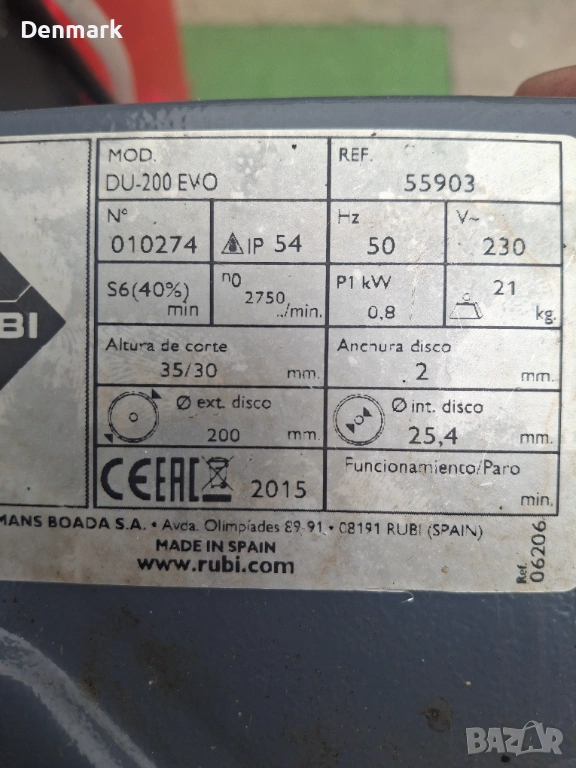 Denmark
MOD. REF.
DU-200 EVO 55903
N° Hz V~
010274 IP 54 50 230
S6(40%) n0 P1 kW 21
min 2750 ../min. 0,8 kg.
Altura de corte Anchura disco
35/30 mm. 2 mm.
Ø ext. disco Ø int. disco
200 mm. 25,4 mm.
CE EAC 2015 Funcionamiento/Paro
min.
BI
MANS BOADA S.A. • Avda. Olimpíades 89-91 • 08191 RUBI (SPAIN)
MADE IN SPAIN
www.rubi.com
Ref. 06206
BAZAR